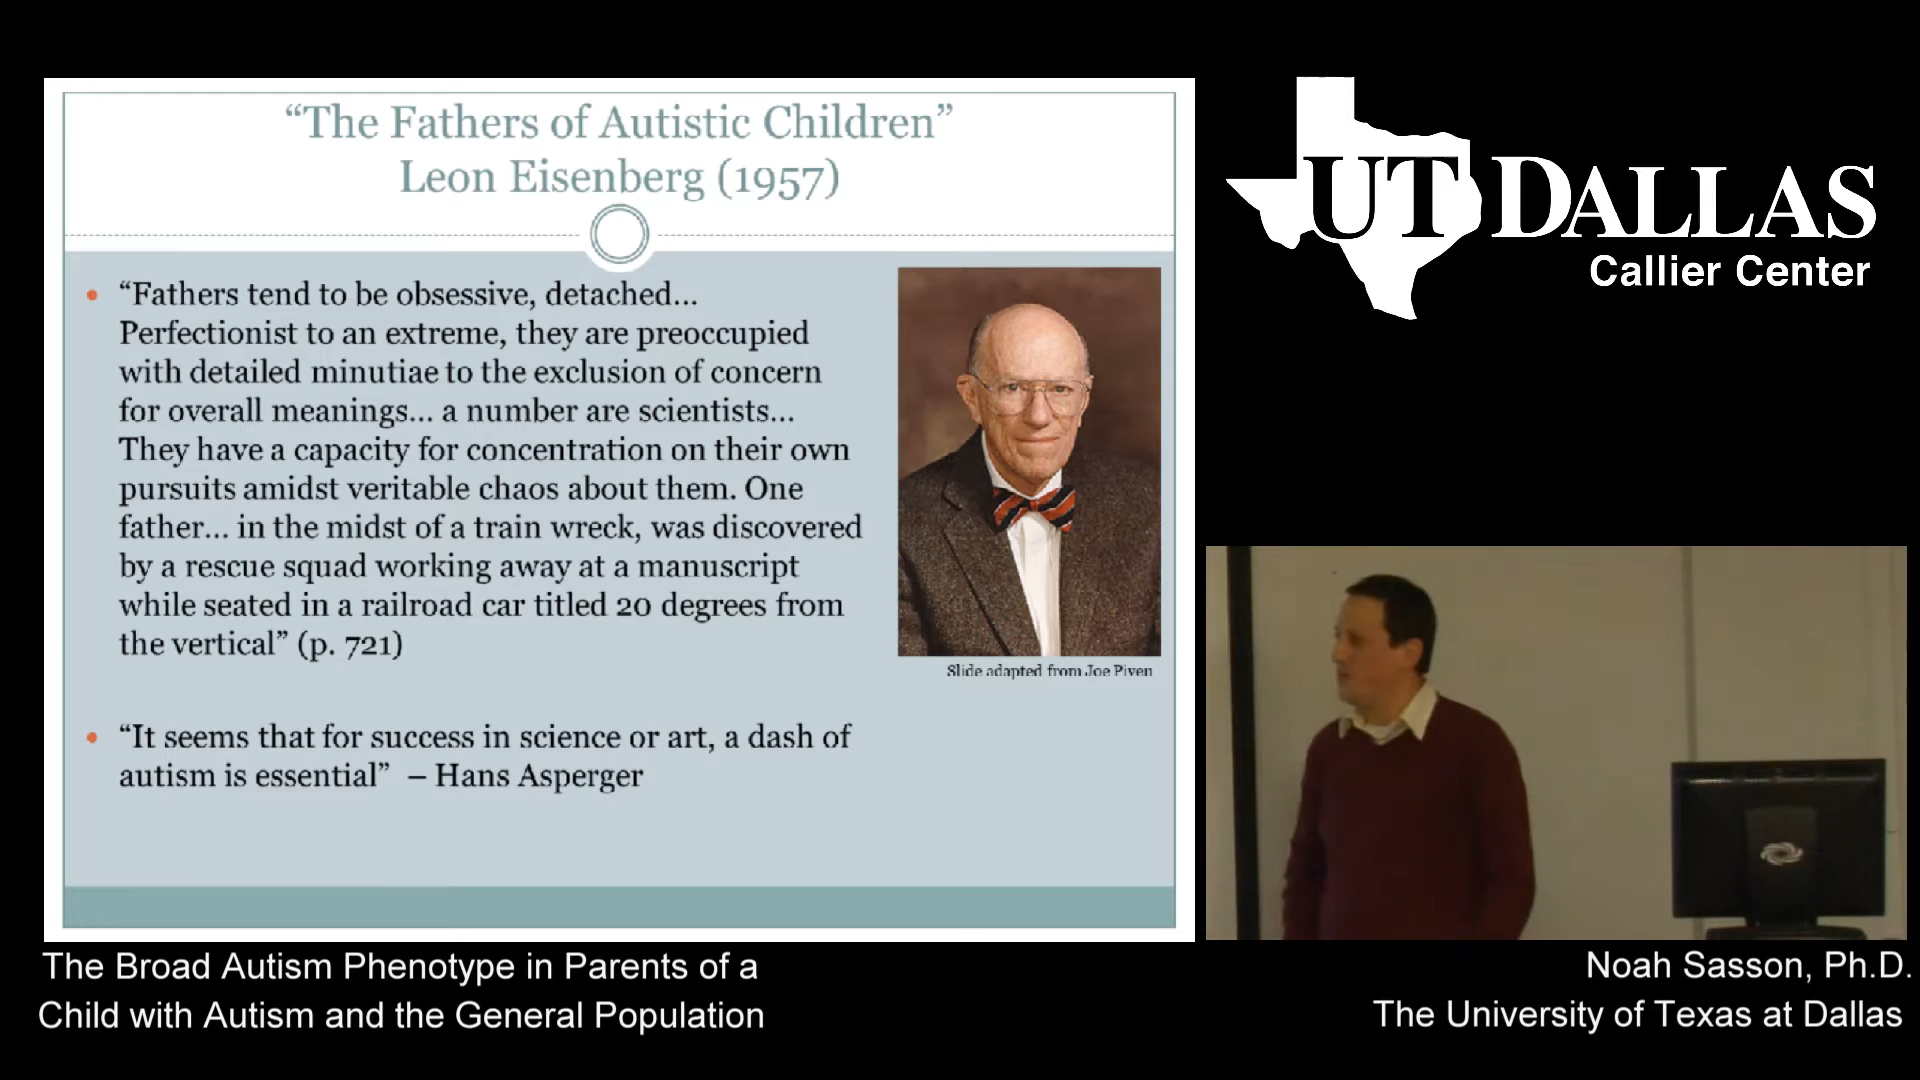 “The Fathers of Autistic Children”
Leon Eisenberg (1957)
• “Fathers tend to be obsessive, detached…
Perfectionist to an extreme, they are preoccupied
with detailed minutiae to the exclusion of concern
for overall meanings… a number are scientists…
They have a capacity for concentration on their own
pursuits amidst veritable chaos about them. One
father… in the midst of a train wreck, was discovered
by a rescue squad working away at a manuscript
while seated in a railroad car titled 20 degrees from
the vertical” (p. 721)
Slide adapted from Joe Piven
• “It seems that for success in science or art, a dash of
autism is essential” – Hans Asperger
UT DALLAS
Callier Center
The Broad Autism Phenotype in Parents of a
Child with Autism and the General Population
Noah Sasson, Ph.D.
The University of Texas at Dallas